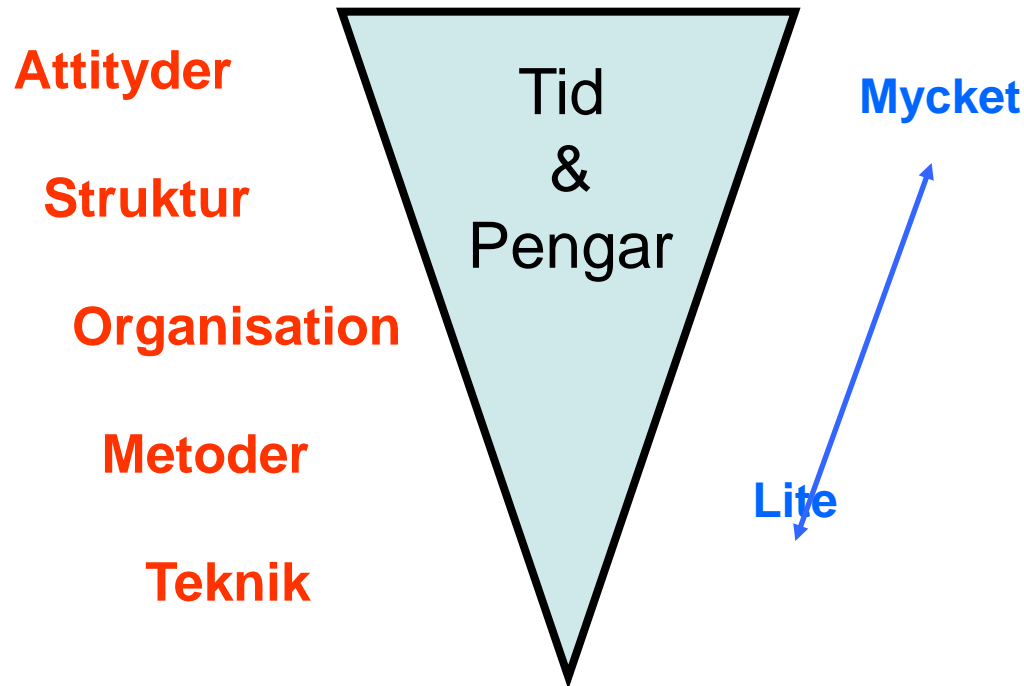 Attityder
Struktur
Organisation
Metoder
Teknik
Tid
&
Pengar
Mycket
Lite